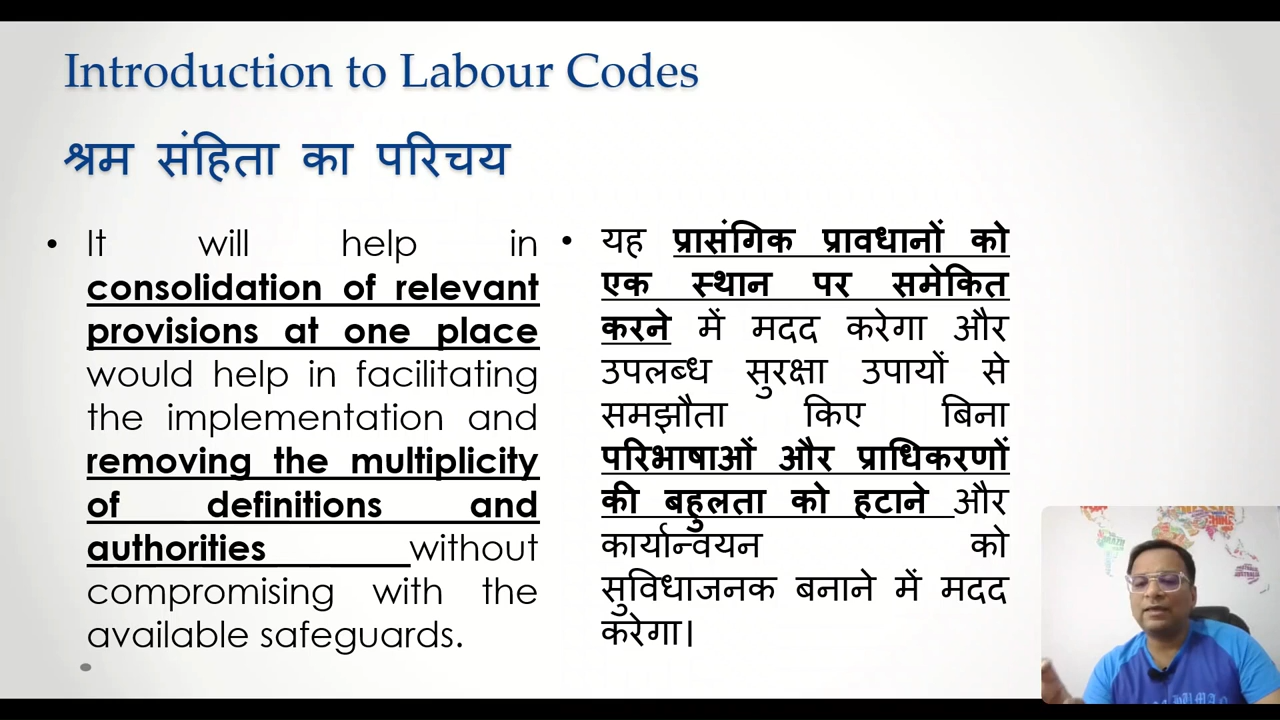 Introduction to Labour Codes
श्रम संहिता का परिचय
• It will help in
consolidation of relevant
provisions at one place
would help in facilitating
the implementation and
removing the multiplicity
of definitions and
authorities without
compromising with the
available safeguards.
• यह प्रासंगिक प्रावधानों को
एक स्थान पर समेकित
करने में मदद करेगा और
उपलब्ध सुरक्षा उपायों से
समझौता किए बिना
परिभाषाओं और प्राधिकरणों
की बहुलता को हटाने और
कार्यान्वयन को
सुविधाजनक बनाने में मदद
करेगा।